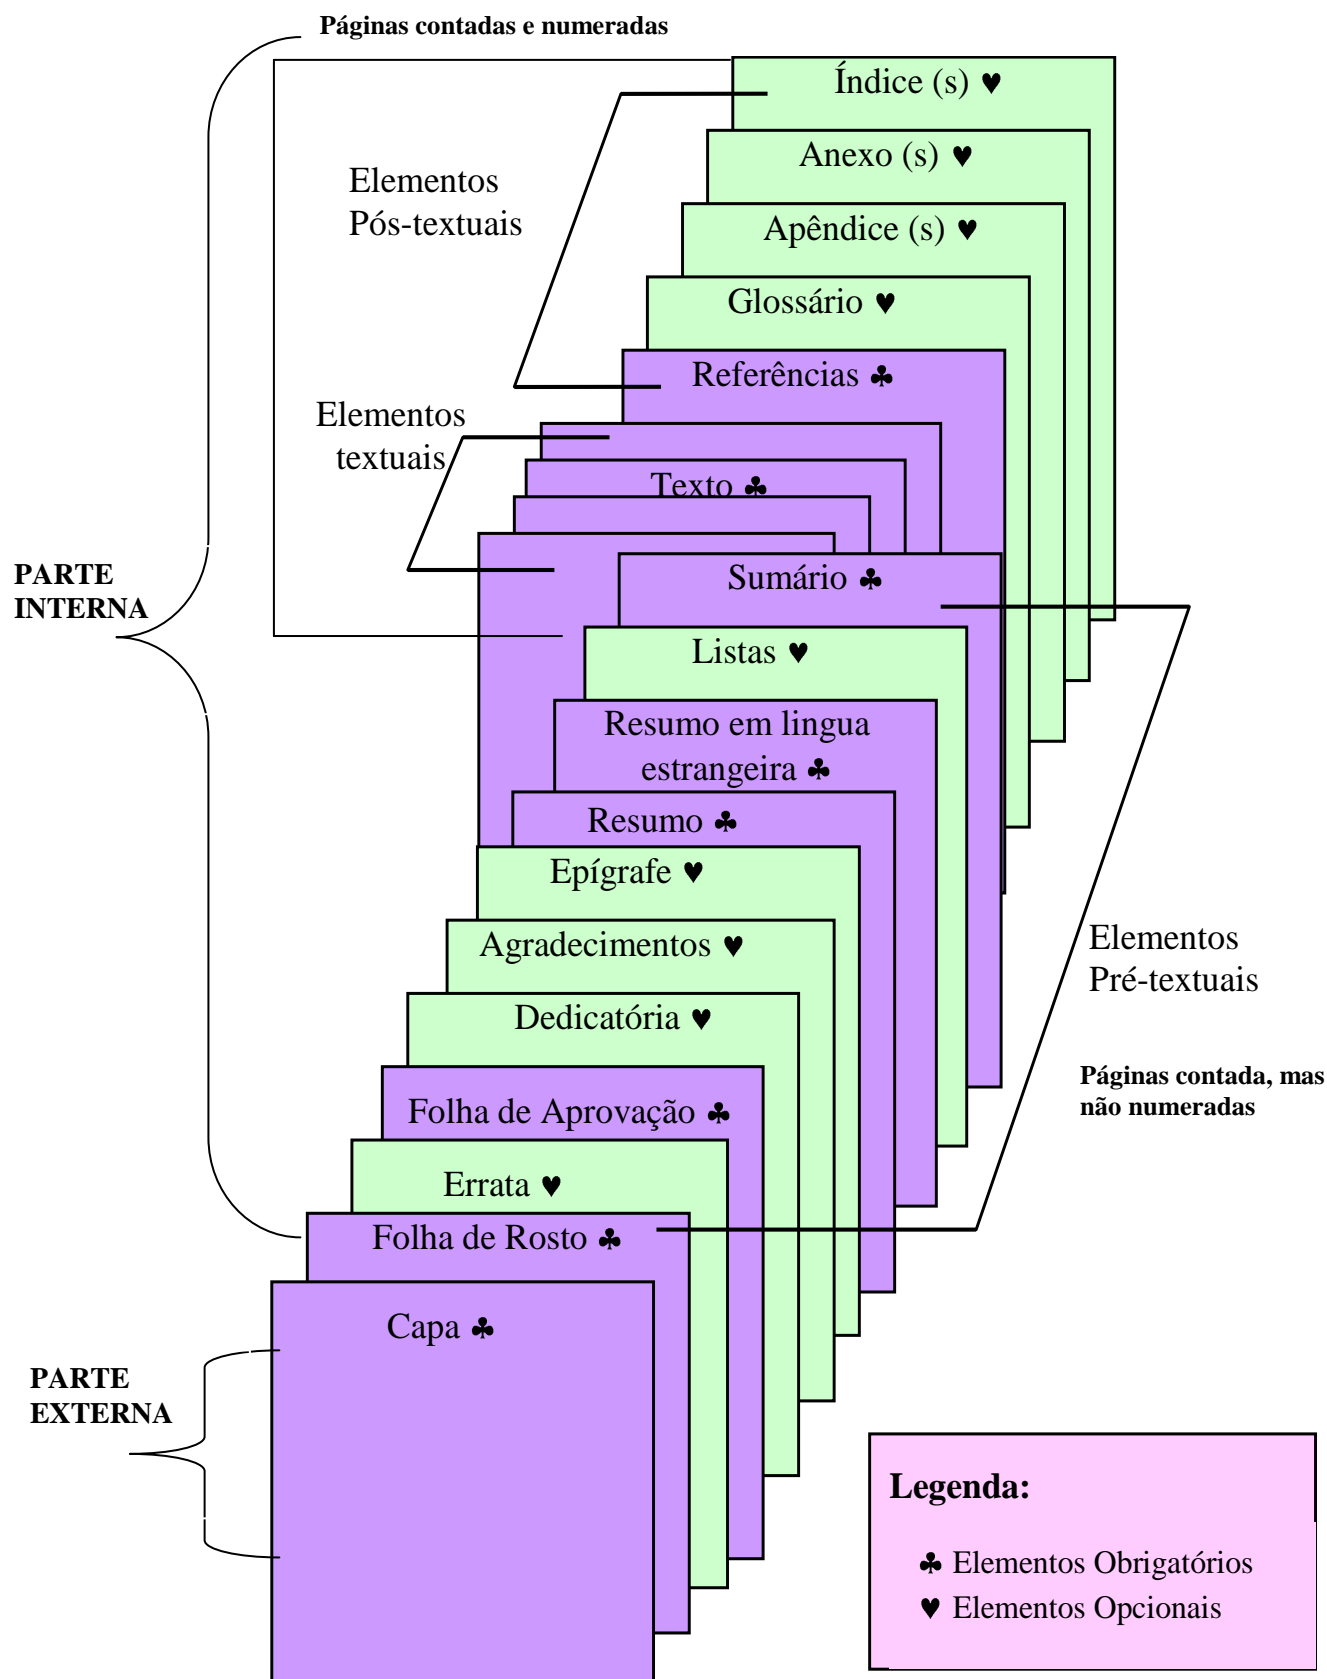 Páginas contadas e numeradas
Índice (s) ♥
Anexo (s) ♥
Elementos
Pós-textuais
Apêndice (s) ♥
Glossário ♥
Referências ♣
Elementos
textuais
Texto ♣
PARTE
INTERNA
Sumário ♣
Listas ♥
Resumo em lingua
estrangeira ♣
Resumo ♣
Epígrafe ♥
Agradecimentos ♥
Elementos
Pré-textuais
Dedicatória ♥
Páginas contada, mas
não numeradas
Folha de Aprovação ♣
Errata ♥
Folha de Rosto ♣
Capa ♣
PARTE
EXTERNA
Legenda:
♣ Elementos Obrigatórios
♥ Elementos Opcionais